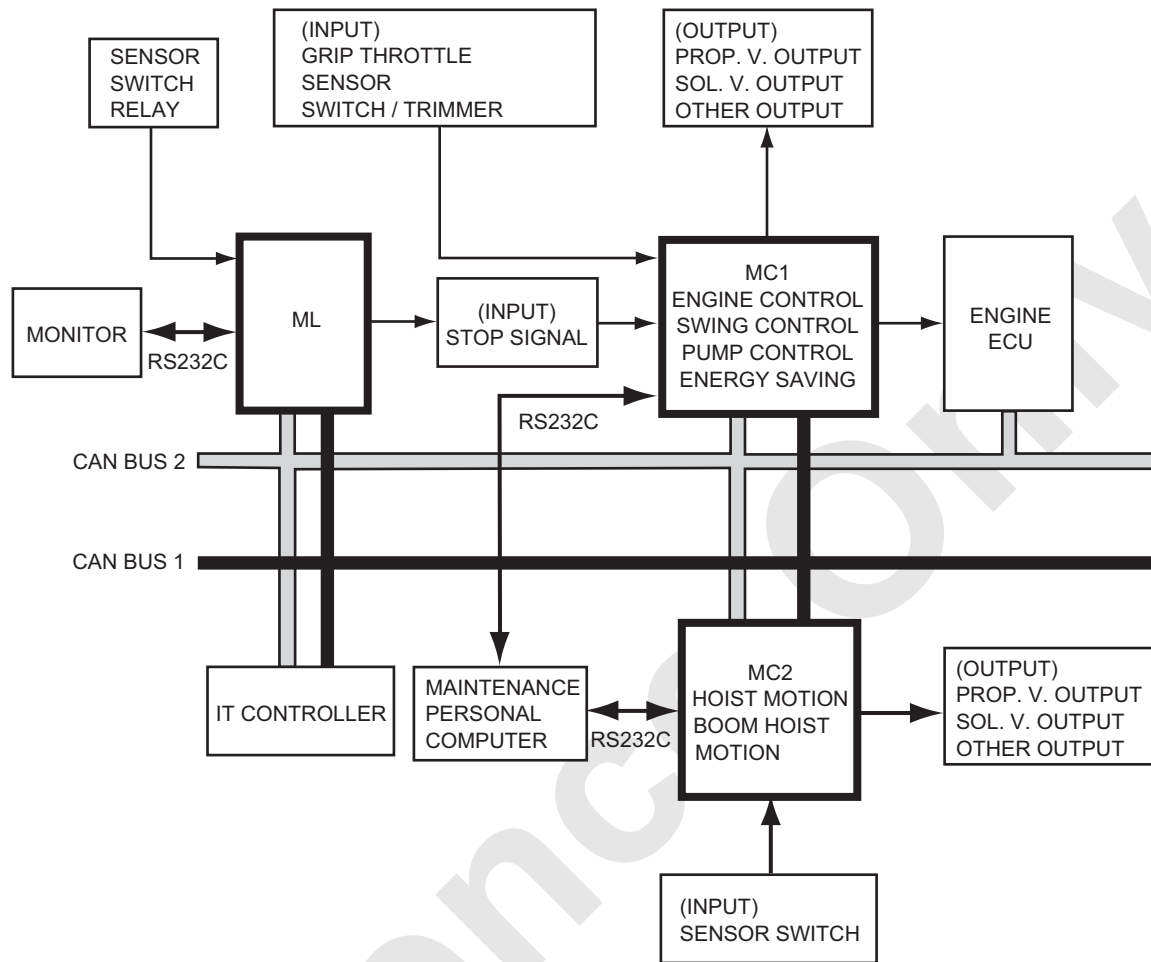 SENSOR
SWITCH
RELAY
(INPUT)
GRIP THROTTLE
SENSOR
SWITCH / TRIMMER
(OUTPUT)
PROP. V. OUTPUT
SOL. V. OUTPUT
OTHER OUTPUT
MONITOR
RS232C
ML
(INPUT)
STOP SIGNAL
MC1
ENGINE CONTROL
SWING CONTROL
PUMP CONTROL
ENERGY SAVING
ENGINE
ECU
RS232C
CAN BUS 2
CAN BUS 1
IT CONTROLLER
MAINTENANCE
PERSONAL
COMPUTER
RS232C
MC2
HOIST MOTION
BOOM HOIST
MOTION
(OUTPUT)
PROP. V. OUTPUT
SOL. V. OUTPUT
OTHER OUTPUT
(INPUT)
SENSOR SWITCH